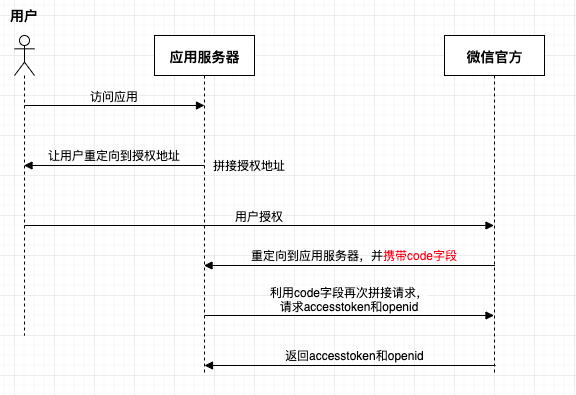 用户
应用服务器
微信官方
访问应用
让用户重定向到授权地址
拼接授权地址
用户授权
重定向到应用服务器，并携带code字段
利用code字段再次拼接请求，
请求accesstoken和openid
返回accesstoken和openid